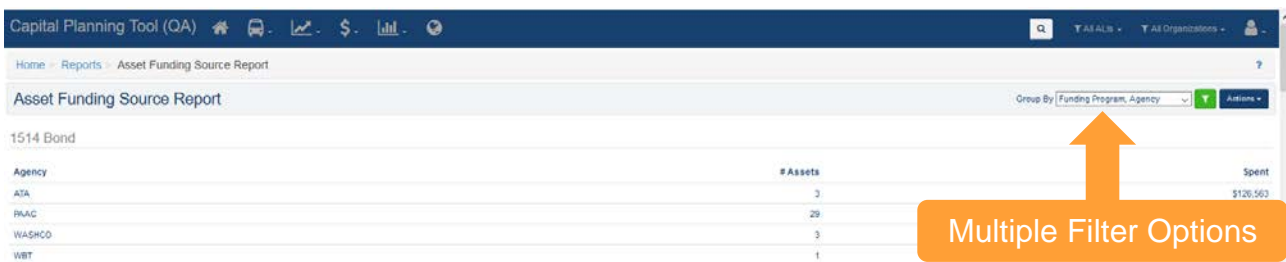 Capital Planning Tool (QA) $
All ALIs All Organizations
Home Reports Asset Funding Source Report ?
Asset Funding Source Report Group By Funding Program, Agency Actions
1514 Bond
Agency # Assets Spent
ATA 3 $126,563
PAAC 29
WASHCO 3
WBT 1
Multiple Filter Options